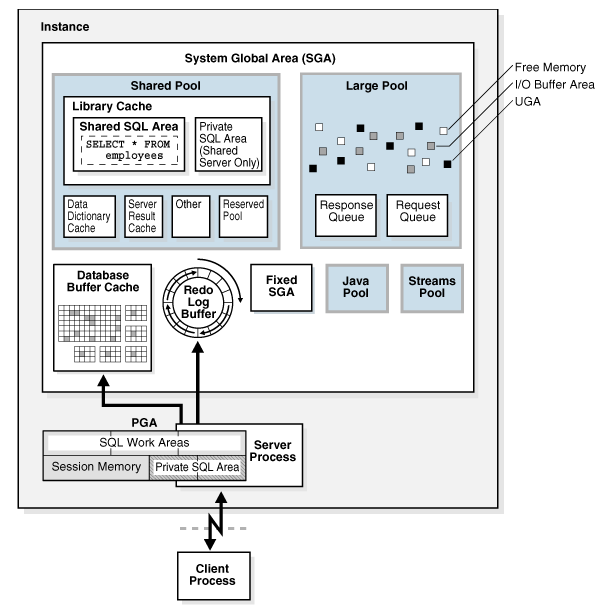 Instance
System Global Area (SGA)
Shared Pool
Library Cache
Shared SQL Area
SELECT * FROM
employees
Private
SQL Area
(Shared
Server Only)
Data
Dictionary
Cache
Server
Result
Cache
Other
Reserved
Pool
Large Pool
Free Memory
I/O Buffer Area
UGA
Response
Queue
Request
Queue
Database
Buffer Cache
Redo
Log
Buffer
Fixed
SGA
Java
Pool
Streams
Pool
PGA
SQL Work Areas
Session Memory
Private SQL Area
Server
Process
Client
Process